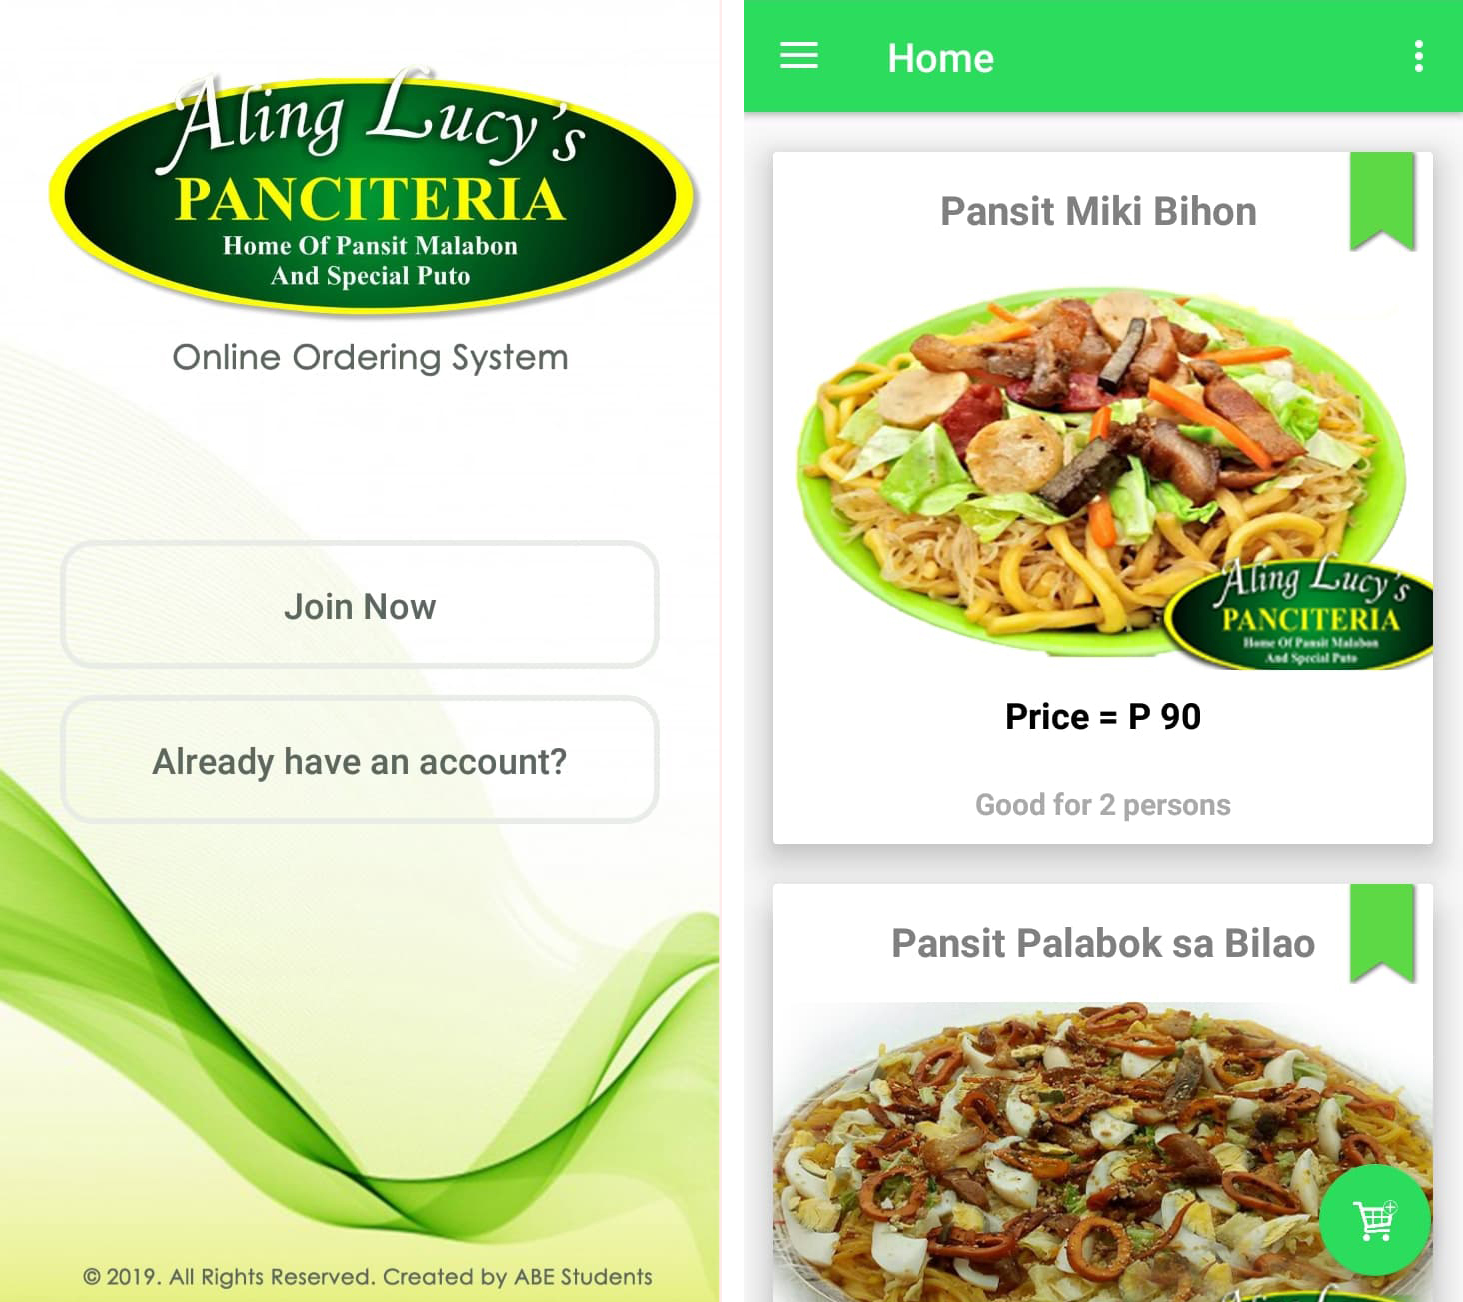 Aling Lucy's
PANCITERIA
Home Of Pansit Malabon
And Special Puto
Online Ordering System
Join Now
Already have an account?
© 2019. All Rights Reserved. Created by ABE Students
Home
Pansit Miki Bihon
Aling Lucy's
PANCITERIA
Home Of Pansit Malabon
And Special Puto
Price = P 90
Good for 2 persons
Pansit Palabok sa Bilao